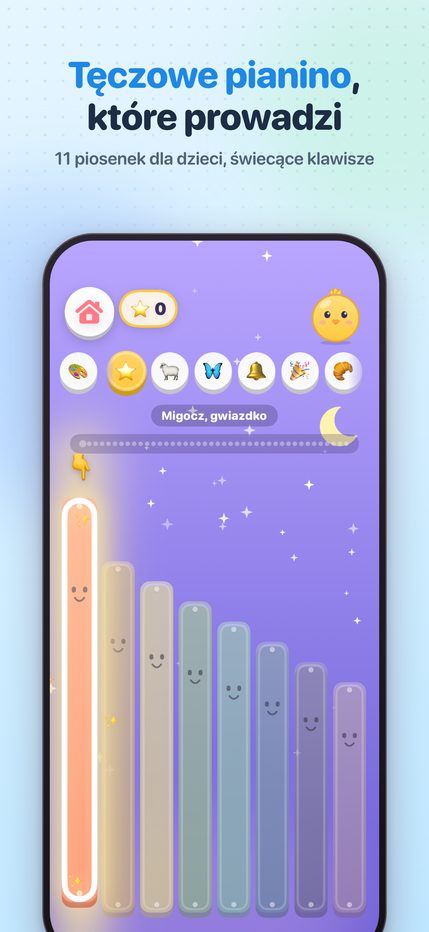 Tęczowe pianino,
które prowadzi
11 piosenek dla dzieci, świecące klawisze
0
Migocz, gwiazdko